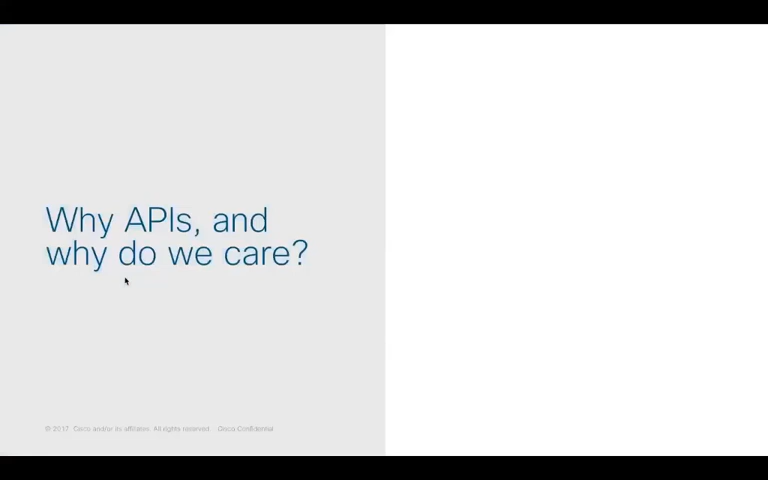 Why APIs, and
why do we care?
© 2017 Cisco and/or its affiliates. All rights reserved. Cisco Confidential